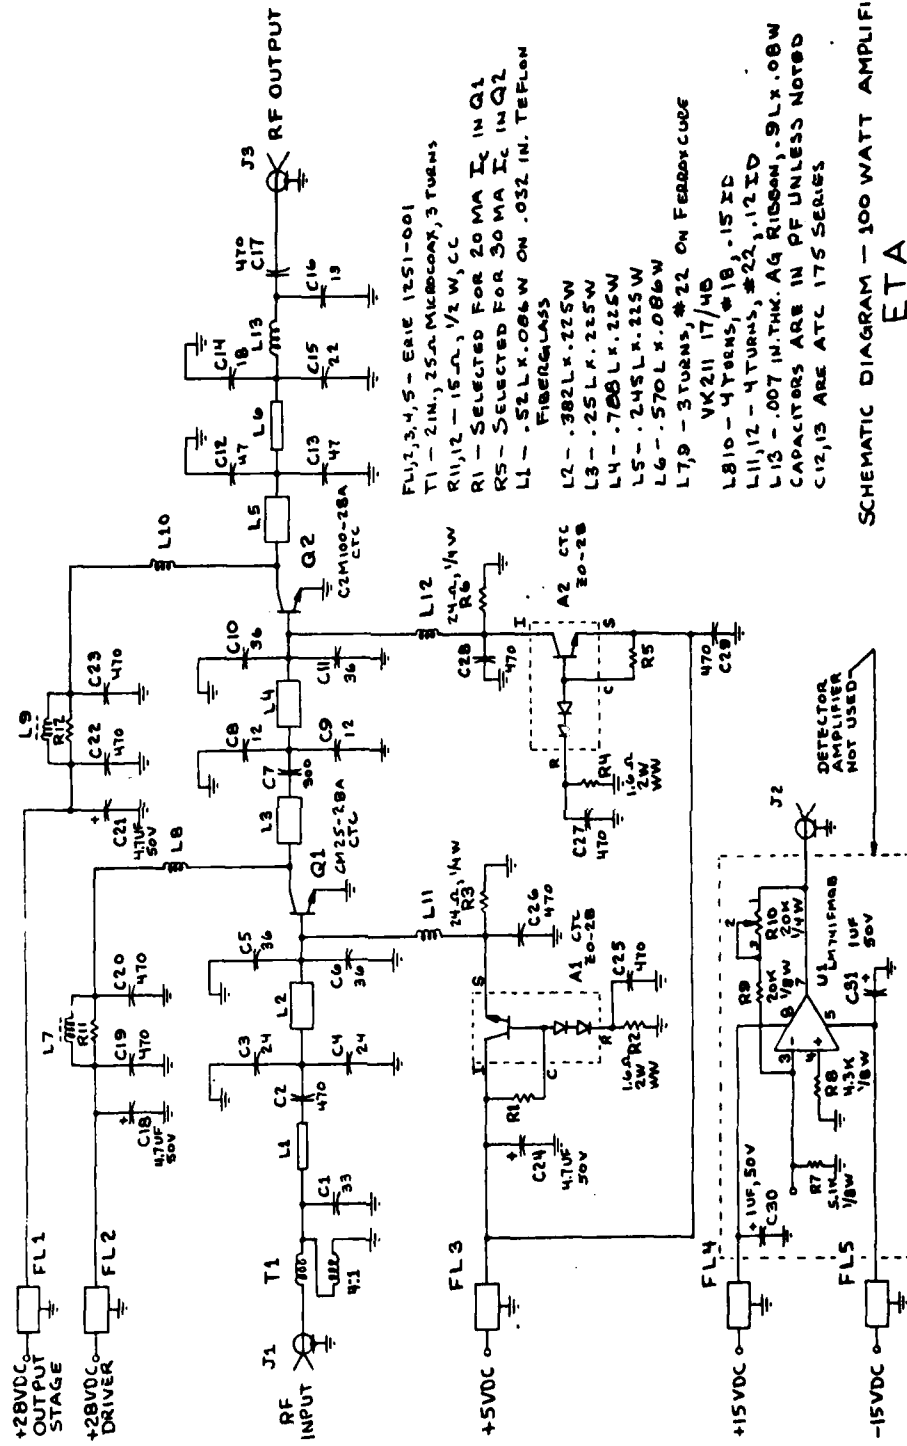 +28VDC
OUTPUT
STAGE
FL1
+28VDC
DRIVER
FL2
C18
4.7UF
50V
L7
R11
C19
470
C20
470
L8
C21
4.7UF
50V
L9
R12
C22
470
C23
470
L10
RF
INPUT
J1
T1
4:1
C1
33
L1
C2
470
C3
24
C4
24
L2
C5
36
C6
36
Q1
CM25-28A
CTC
L3
C7
300
C8
12
C9
12
L4
C10
36
C11
36
Q2
C2M100-28A
CTC
L5
C12
47
C13
47
L6
C14
18
C15
22
L13
C16
13
470
C17
J3
RF OUTPUT
+5VDC
FL3
C24
4.7UF
50V
R1
I
C
S
R
A1
CTC
ZO-28
1.6Ω
2W
WW
R2
C25
470
C26
470
24Ω, 1/4W
R3
L11
C27
470
1.6Ω
2W
WW
R4
R
C
I
S
A2
CTC
ZO-28
R5
C28
470
24Ω, 1/4W
R6
L12
470
C29
+15VDC
FL4
+1UF, 50V
C30
R7
5.1K
1/8W
R8
4.3K
1/8W
R9
20K
1/8W
R10
20K
1/4W
2
3
1
3
4
5
7
8
-
+
U1
LM741FMQB
C31
1UF
50V
+
J2
DETECTOR
AMPLIFIER
NOT USED
-15VDC
FL5
FL1,2,3,4,5 - ERIE 1251-001
T1 - 2IN., 25Ω MICROCOAX, 3 TURNS
R11,12 - 15Ω, 1/2 W, CC
R1 - SELECTED FOR 20 MA Ic IN Q1
R5 - SELECTED FOR 30 MA Ic IN Q2
L1 - .52L X .086 W ON .032 IN. TEFLON
FIBERGLASS
L2 - .382L X .225W
L3 - .25L X .225W
L4 - .788L X .225W
L5 - .245L X .225W
L6 - .570L X .086W
L7,9 - 3 TURNS, #22 ON FERROXCUBE
VK211 17/4B
L8 10 - 4 TURNS, #18, .15 ID
L11,12 - 4 TURNS, #22, .12 ID
L13 - .007 IN. THK. AG RIBBON, .9L X .08W
CAPACITORS ARE IN PF UNLESS NOTED
C12,13 ARE ATC 175 SERIES
SCHEMATIC DIAGRAM - 100 WATT AMPLIFI
ETA